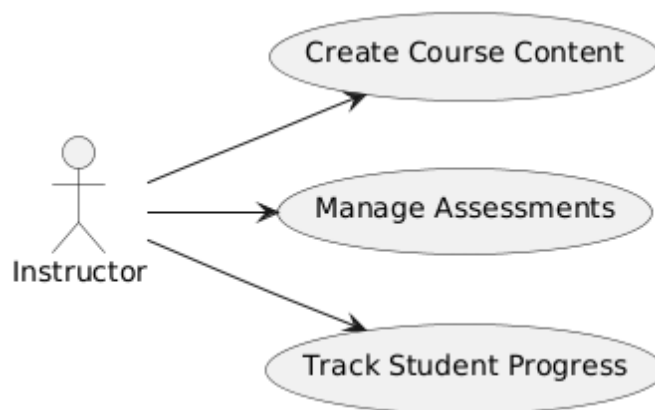 Create Course Content
Manage Assessments
Instructor
Track Student Progress